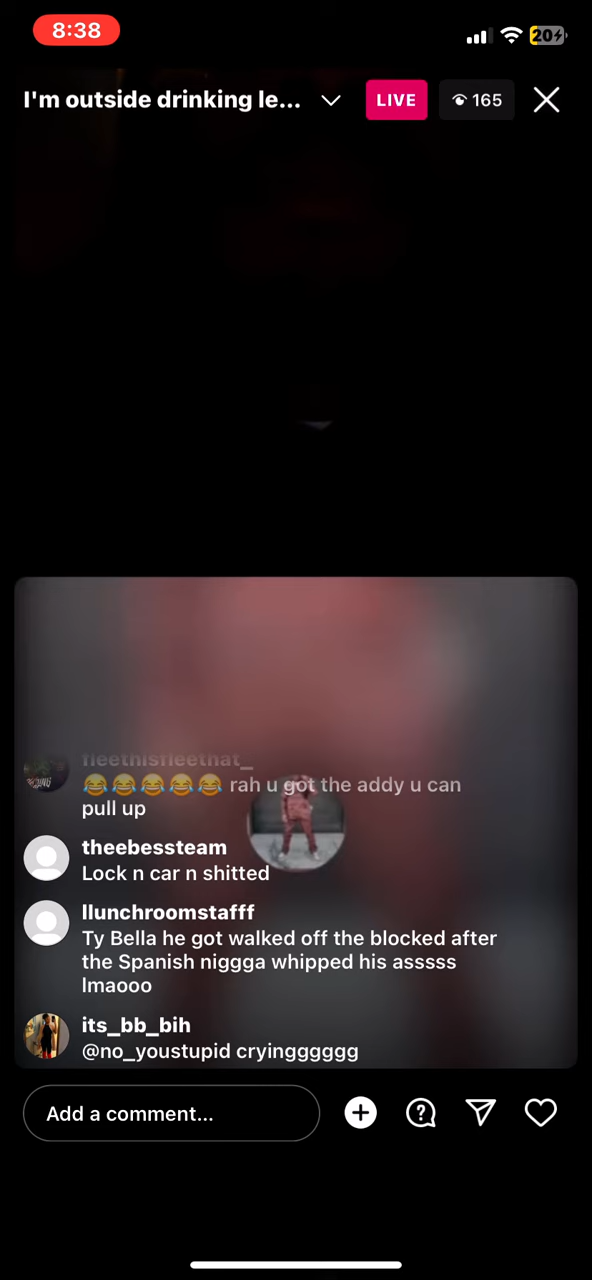 8:38
20
I'm outside drinking le...
LIVE
165
fleethisfleethat_
😂😂😂😂😂 rah u got the addy u can
pull up
theebessteam
Lock n car n shitted
llunchroomstafff
Ty Bella he got walked off the blocked after
the Spanish niggga whipped his asssss
lmaooo
its_bb_bih
@no_youstupid cryingggggg
Add a comment...